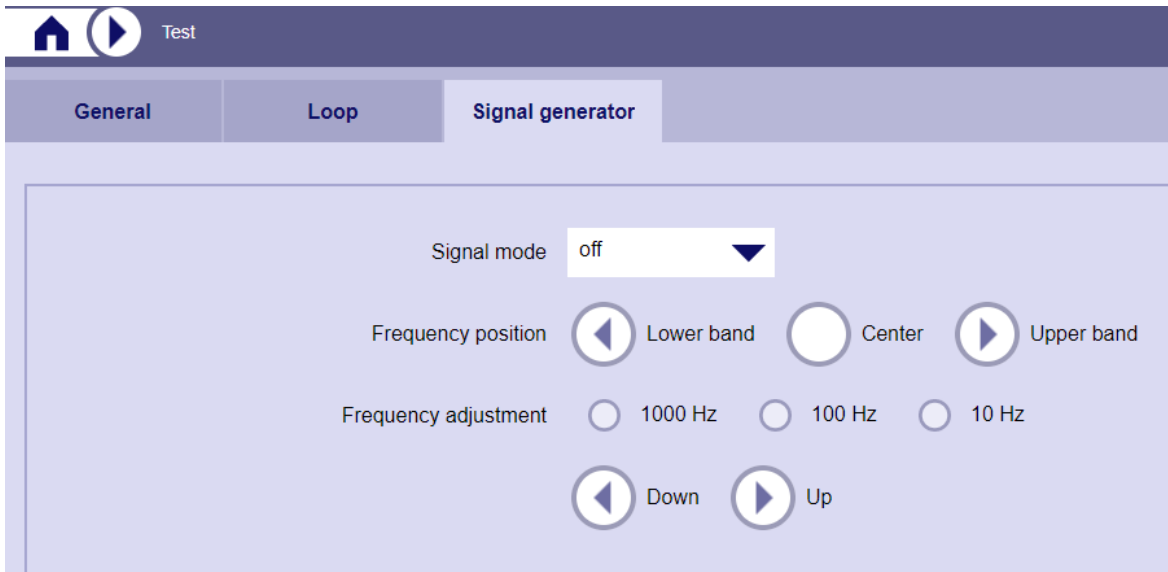 Test
General Loop Signal generator
Signal mode off
Frequency position Lower band Center Upper band
Frequency adjustment 1000 Hz 100 Hz 10 Hz
Down Up